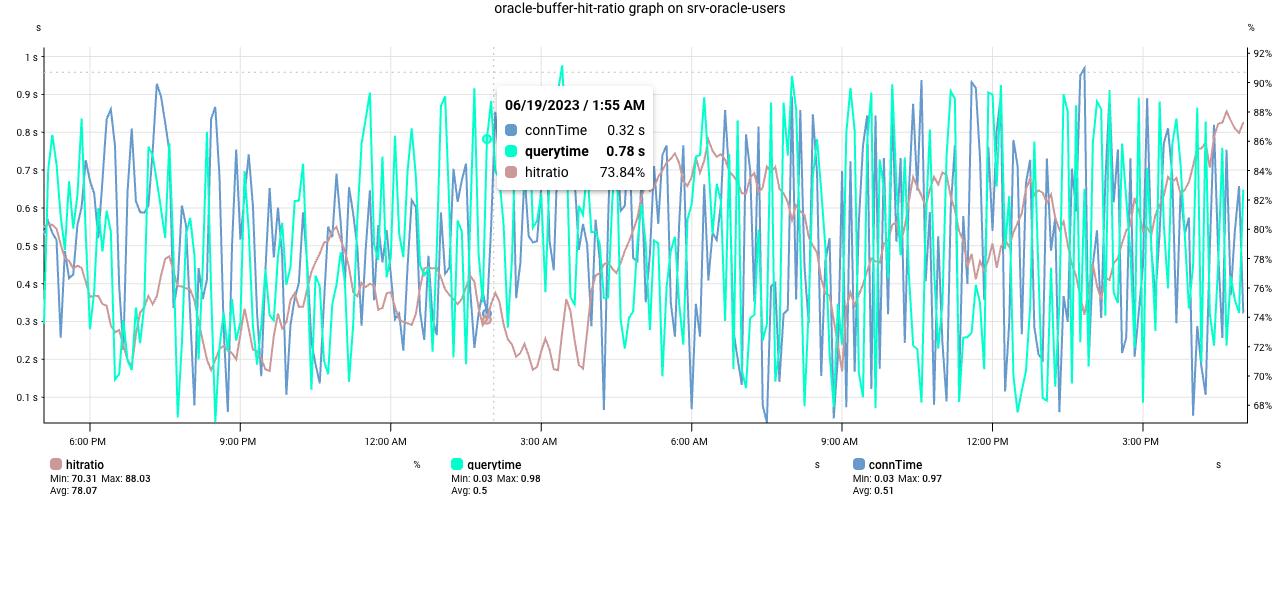 oracle-buffer-hit-ratio graph on srv-oracle-users
s
%
1 s
0.9 s
0.8 s
0.7 s
0.6 s
0.5 s
0.4 s
0.3 s
0.2 s
0.1 s
92%
90%
88%
86%
84%
82%
80%
78%
76%
74%
72%
70%
68%
06/19/2023 / 1:55 AM
connTime 0.32 s
querytime 0.78 s
hitratio 73.84%
6:00 PM 9:00 PM 12:00 AM 3:00 AM 6:00 AM 9:00 AM 12:00 PM 3:00 PM
hitratio %
Min: 70.31 Max: 88.03
Avg: 78.07
querytime s
Min: 0.03 Max: 0.98
Avg: 0.5
connTime s
Min: 0.03 Max: 0.97
Avg: 0.51